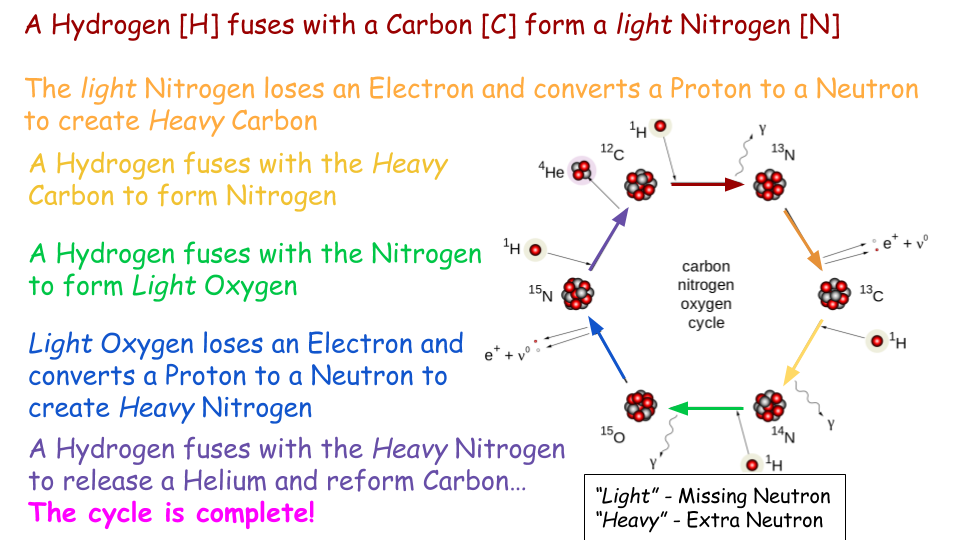 A Hydrogen [H] fuses with a Carbon [C] form a light Nitrogen [N]
The light Nitrogen loses an Electron and converts a Proton to a Neutron
to create Heavy Carbon
A Hydrogen fuses with the Heavy
Carbon to form Nitrogen
A Hydrogen fuses with the Nitrogen
to form Light Oxygen
Light Oxygen loses an Electron and
converts a Proton to a Neutron to
create Heavy Nitrogen
A Hydrogen fuses with the Heavy Nitrogen
to release a Helium and reform Carbon...
The cycle is complete!
¹H
γ
¹²C
¹³N
⁴He
¹H
e⁺ + ν⁰
carbon
nitrogen
oxygen
cycle
¹⁵N
¹³C
¹H
e⁺ + ν⁰
¹⁵O
¹⁴N
γ
γ
¹H
"Light" - Missing Neutron
"Heavy" - Extra Neutron